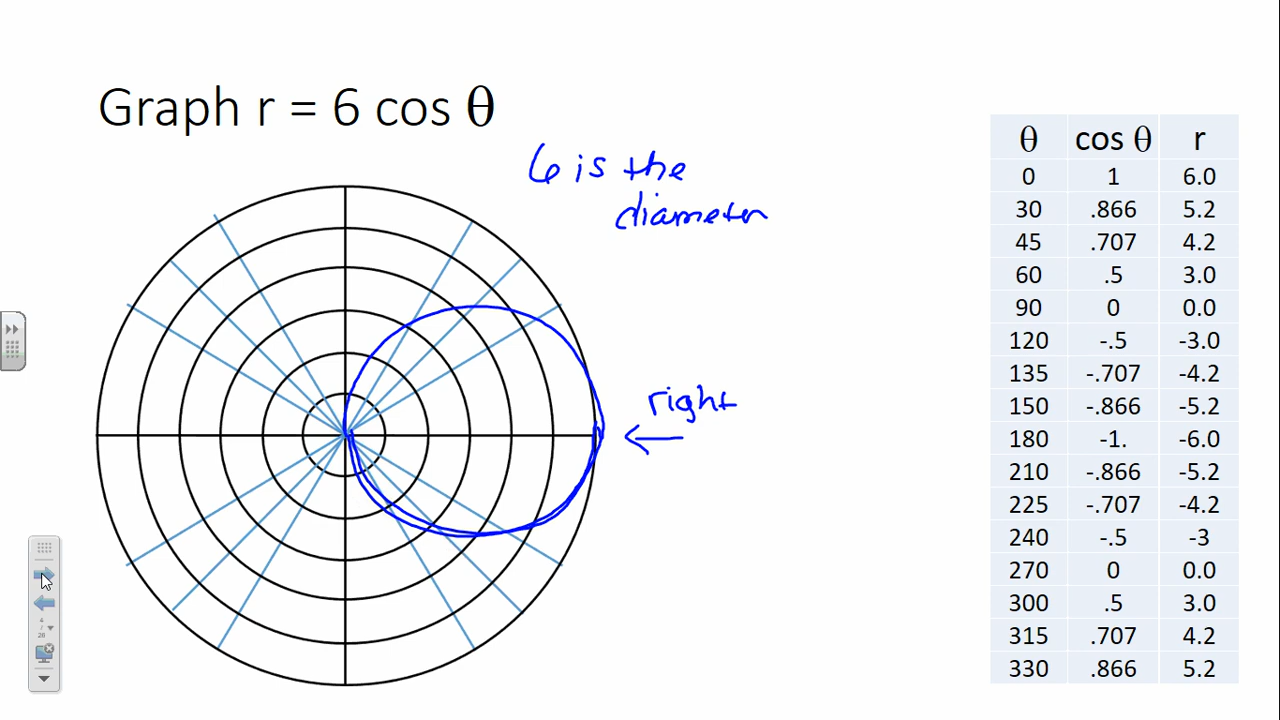 Graph r = 6 cos θ
6 is the
diameter
right
θ cos θ r
0 1 6.0
30 .866 5.2
45 .707 4.2
60 .5 3.0
90 0 0.0
120 -.5 -3.0
135 -.707 -4.2
150 -.866 -5.2
180 -1. -6.0
210 -.866 -5.2
225 -.707 -4.2
240 -.5 -3
270 0 0.0
300 .5 3.0
315 .707 4.2
330 .866 5.2